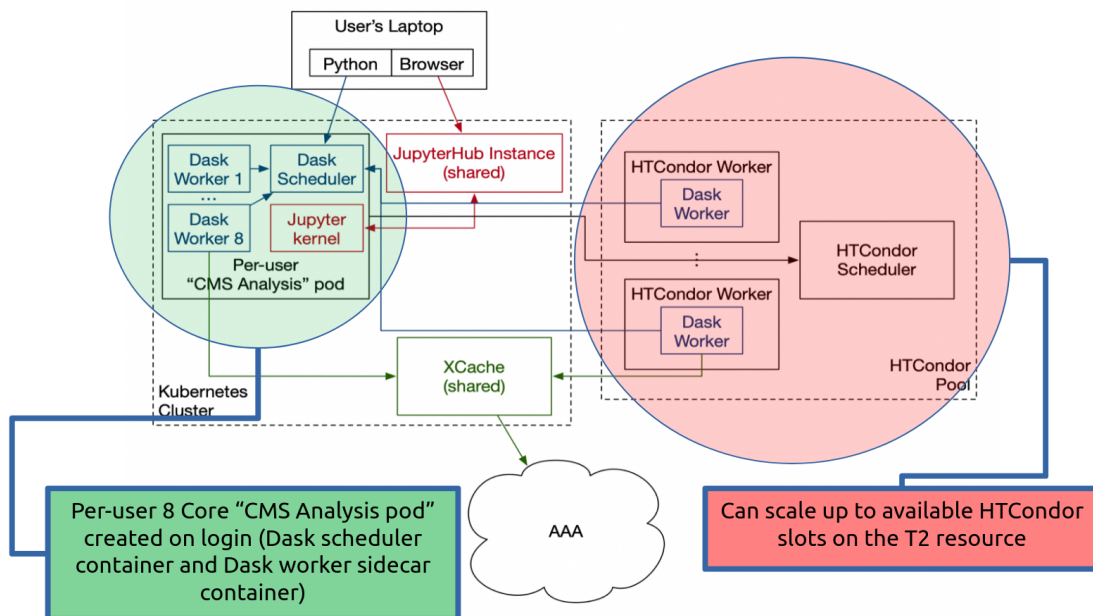 User's Laptop
Python
Browser
Dask
Worker 1
...
Dask
Worker 8
Dask
Scheduler
Jupyter
kernel
Per-user
“CMS Analysis” pod
JupyterHub Instance
(shared)
HTCondor Worker
Dask
Worker
...
HTCondor Worker
Dask
Worker
HTCondor
Scheduler
XCache
(shared)
Kubernetes
Cluster
HTCondor
Pool
AAA
Per-user 8 Core “CMS Analysis pod”
created on login (Dask scheduler
container and Dask worker sidecar
container)
Can scale up to available HTCondor
slots on the T2 resource